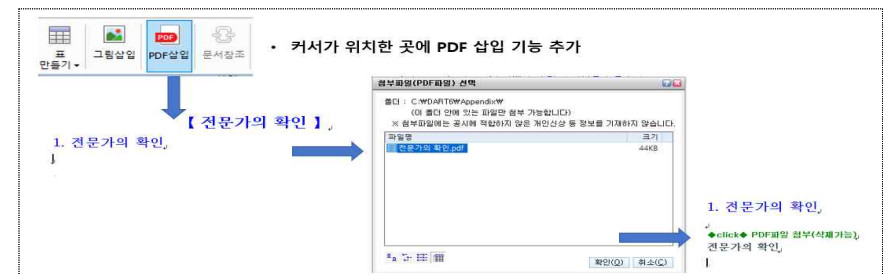 표
만들기
그림삽입
PDF
PDF삽입
문서참조
• 커서가 위치한 곳에 PDF 삽입 기능 추가
【 전문가의 확인 】
1. 전문가의 확인
첨부파일(PDF파일) 선택
폴더 : C:₩DART6₩Appendix₩
(이 폴더 안에 있는 파일만 첨부 가능합니다)
※ 첨부파일에는 공시에 적합하지 않은 개인신상 등 정보를 기재하지 않습니다.
파일명 크기
전문가의 확인.pdf 44KB
확인(O) 취소(C)
1. 전문가의 확인
◆click◆ PDF파일 첨부(삭제가능)
전문가의 확인